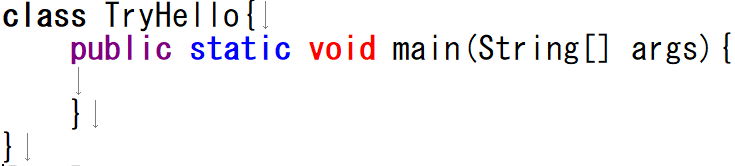 class TryHello{↓
    public static void main(String[] args){
    ↓
    }↓
}↓